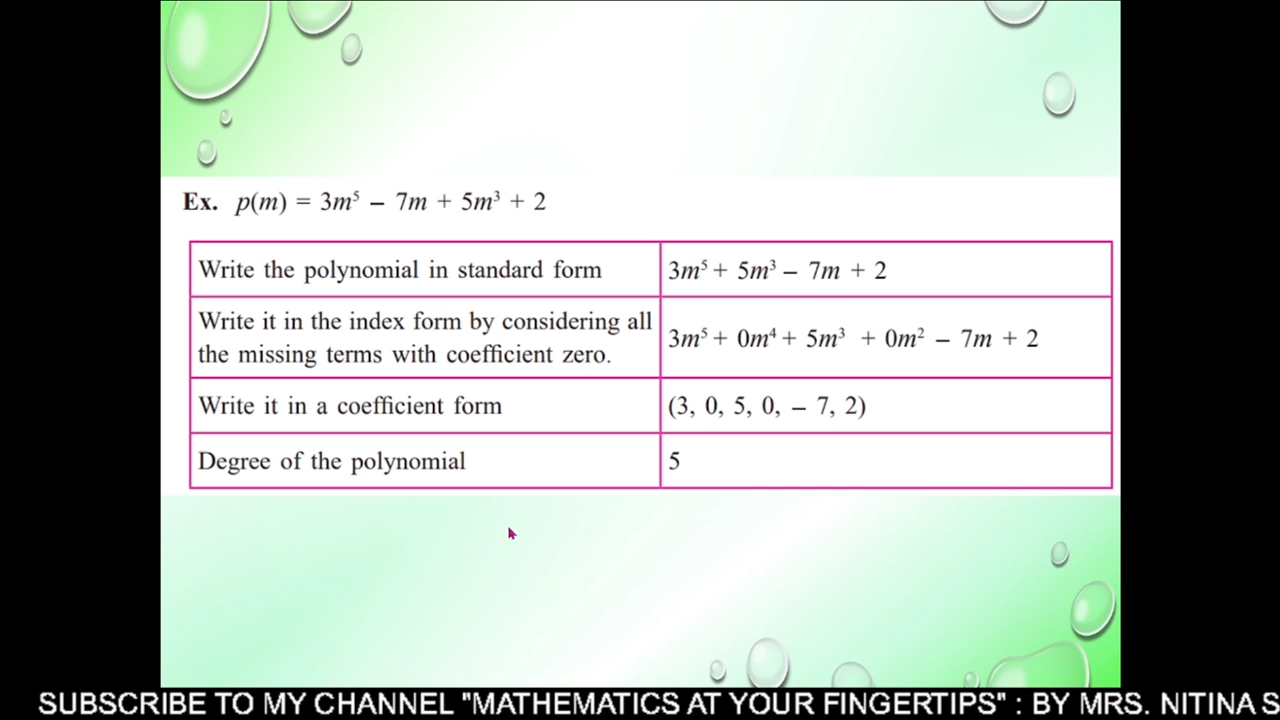 Ex. p(m) = 3m⁵ – 7m + 5m³ + 2
Write the polynomial in standard form
3m⁵ + 5m³ – 7m + 2
Write it in the index form by considering all
the missing terms with coefficient zero.
3m⁵ + 0m⁴ + 5m³ + 0m² – 7m + 2
Write it in a coefficient form
(3, 0, 5, 0, – 7, 2)
Degree of the polynomial
5
SUBSCRIBE TO MY CHANNEL "MATHEMATICS AT YOUR FINGERTIPS" : BY MRS. NITINA S